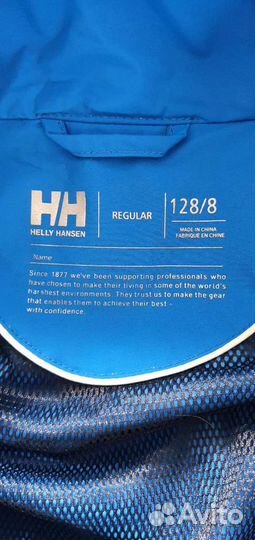 HH
HELLY HANSEN
REGULAR
128/8
MADE IN CHINA
FABRIQUÉ EN CHINE
Name
Since 1877 we've been supporting professionals who
have chosen to make their living in some of the world's
harshest environments. They trust us to make the gear
that enables them to achieve their best -
with confidence.
Avito